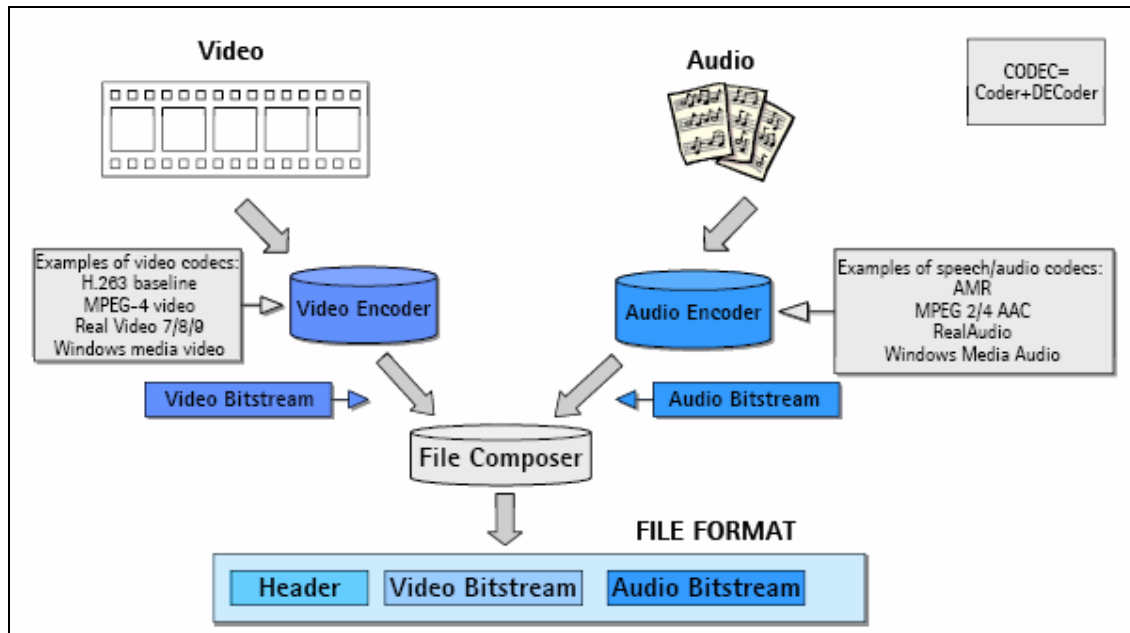 Video
Audio
CODEC=
Coder+DECoder
Examples of video codecs:
H.263 baseline
MPEG-4 video
Real Video 7/8/9
Windows media video
Video Encoder
Audio Encoder
Examples of speech/audio codecs:
AMR
MPEG 2/4 AAC
RealAudio
Windows Media Audio
Video Bitstream
Audio Bitstream
File Composer
FILE FORMAT
Header
Video Bitstream
Audio Bitstream